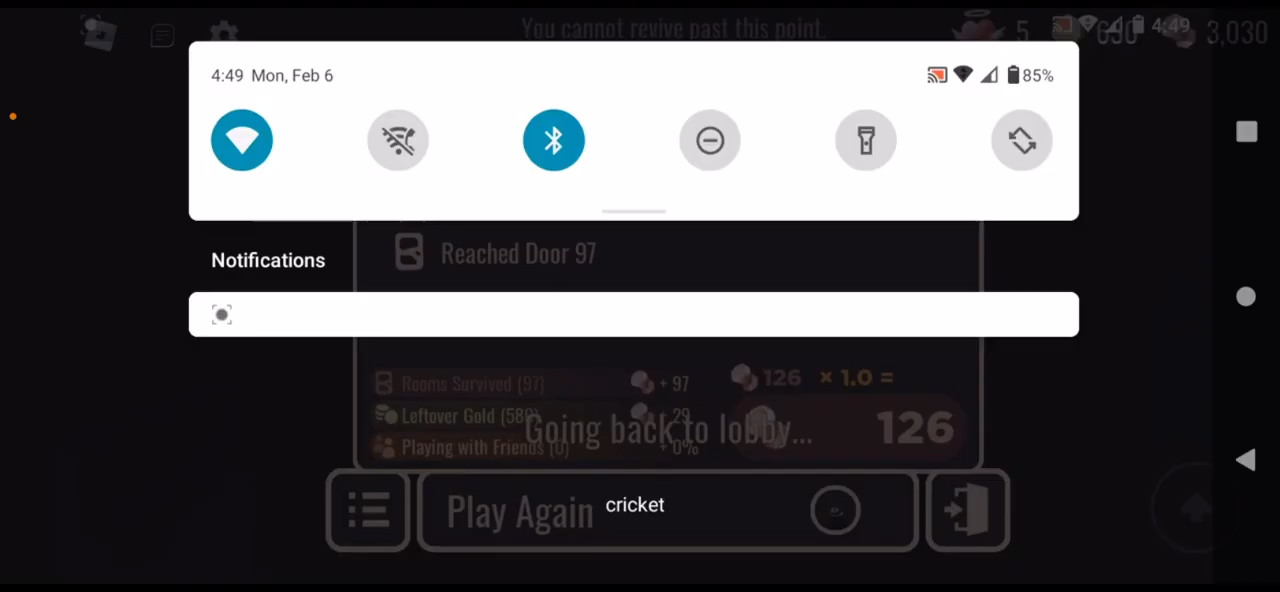 You cannot revive past this point.
5
630
4:49
3,030
4:49 Mon, Feb 6
85%
Reached Door 97
Notifications
Rooms Survived (97)
+ 97
126 × 1.0 =
Leftover Gold (589)
+ 29
126
Going back to lobby...
Playing with Friends (0)
+ 0%
Play Again
cricket